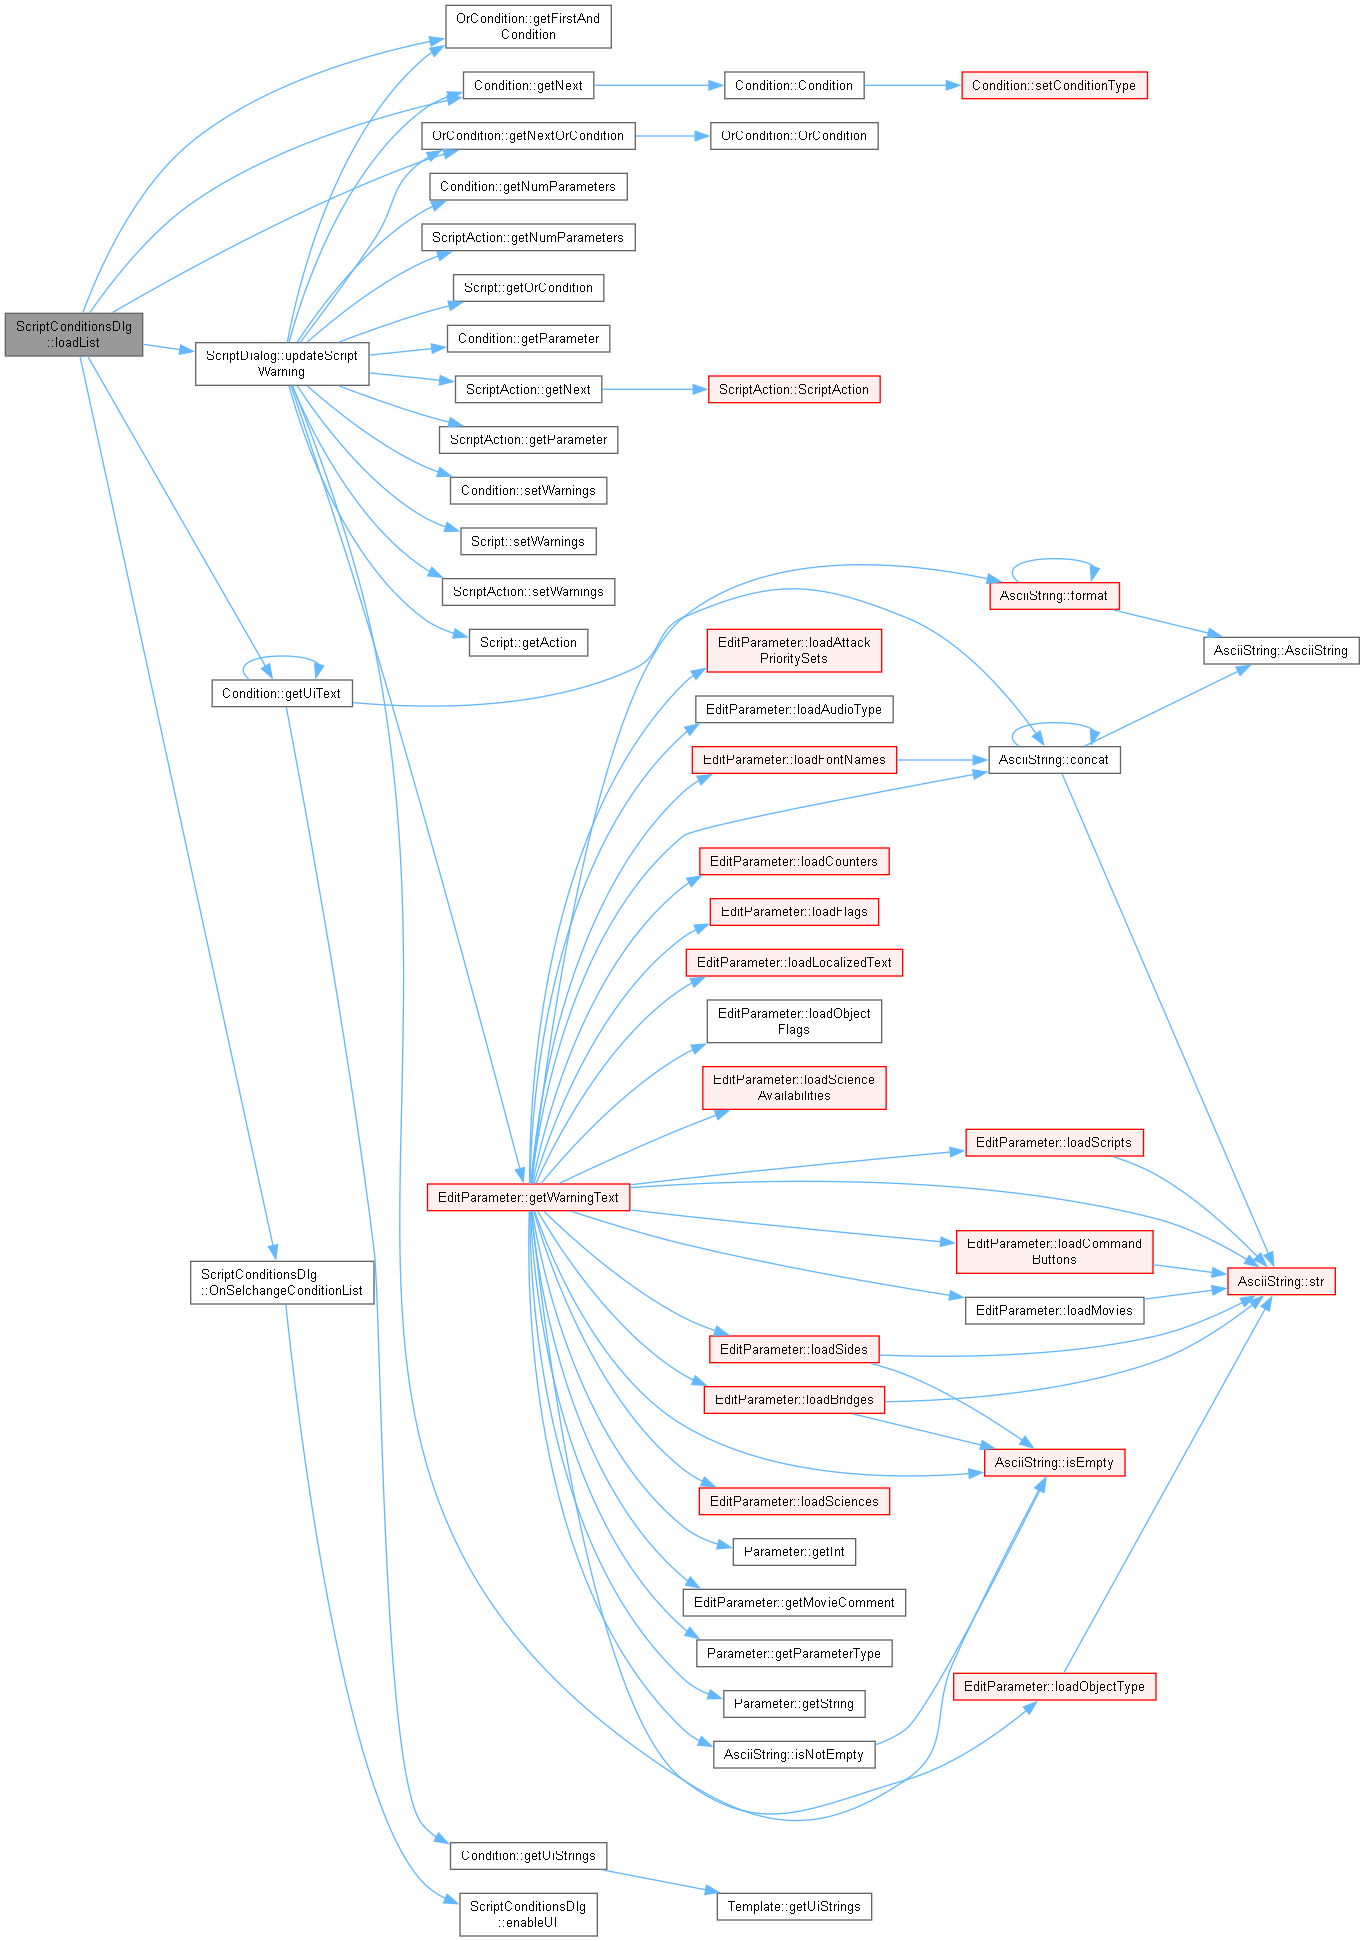 OrCondition::getFirstAnd
Condition
Condition::getNext
Condition::Condition
Condition::setConditionType
OrCondition::getNextOrCondition
OrCondition::OrCondition
Condition::getNumParameters
ScriptAction::getNumParameters
Script::getOrCondition
ScriptConditionsDlg
::loadList
Condition::getParameter
ScriptDialog::updateScript
Warning
ScriptAction::getNext
ScriptAction::ScriptAction
ScriptAction::getParameter
Condition::setWarnings
Script::setWarnings
ScriptAction::setWarnings
AsciiString::format
Script::getAction
EditParameter::loadAttack
PrioritySets
AsciiString::AsciiString
Condition::getUiText
EditParameter::loadAudioType
EditParameter::loadFontNames
AsciiString::concat
EditParameter::loadCounters
EditParameter::loadFlags
EditParameter::loadLocalizedText
EditParameter::loadObject
Flags
EditParameter::loadScience
Availabilities
EditParameter::loadScripts
EditParameter::getWarningText
EditParameter::loadCommand
Buttons
ScriptConditionsDlg
::OnSelchangeConditionList
AsciiString::str
EditParameter::loadMovies
EditParameter::loadSides
EditParameter::loadBridges
AsciiString::isEmpty
EditParameter::loadSciences
Parameter::getInt
EditParameter::getMovieComment
Parameter::getParameterType
EditParameter::loadObjectType
Parameter::getString
AsciiString::isNotEmpty
Condition::getUiStrings
Template::getUiStrings
ScriptConditionsDlg
::enableUI